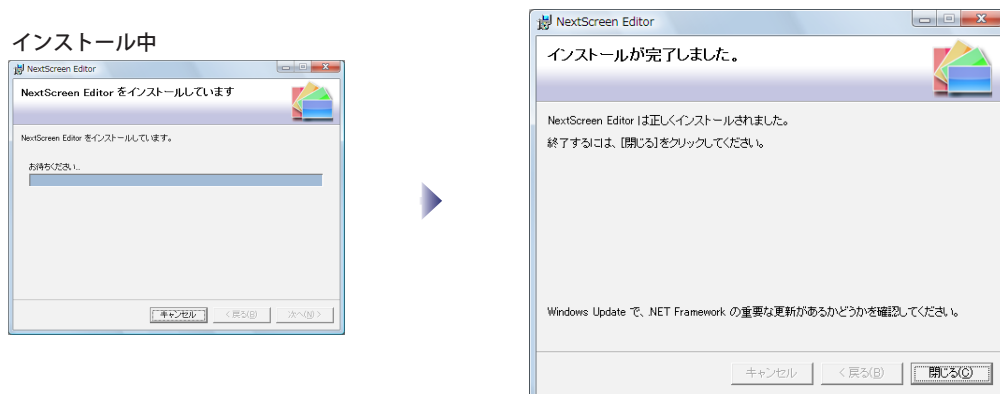 インストール中
NextScreen Editor
NextScreen Editor をインストールしています
NextScreen Editor をインストールしています。
お待ちください...
キャンセル
< 戻る(B)
次へ(N) >
NextScreen Editor
インストールが完了しました。
NextScreen Editor は正しくインストールされました。
終了するには、[閉じる]をクリックしてください。
Windows Update で、.NET Framework の重要な更新があるかどうかを確認してください。
キャンセル
< 戻る(B)
閉じる(C)